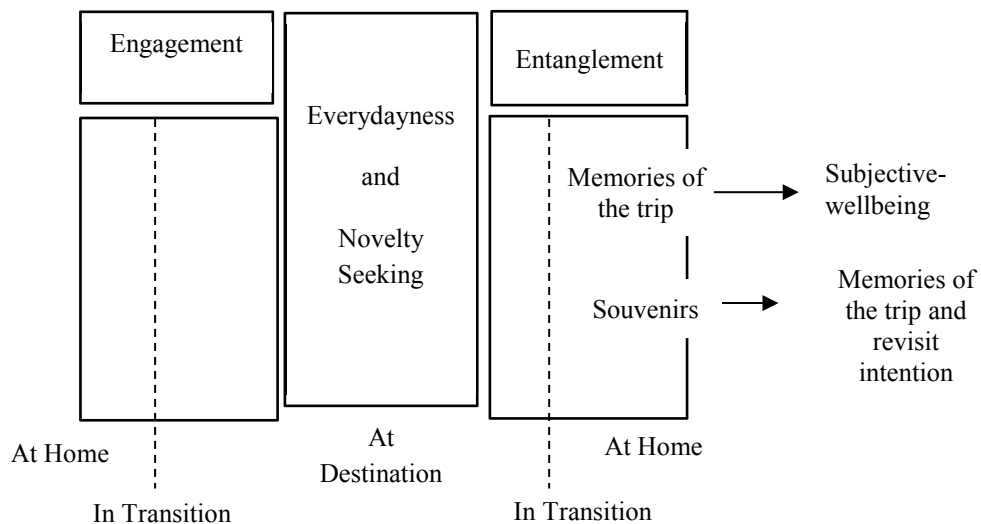 Engagement
Everydayness
and
Novelty
Seeking
Entanglement
Memories of
the trip
Subjective-
wellbeing
Souvenirs
Memories of
the trip and
revisit
intention
At Home
At
Destination
At Home
In Transition
In Transition